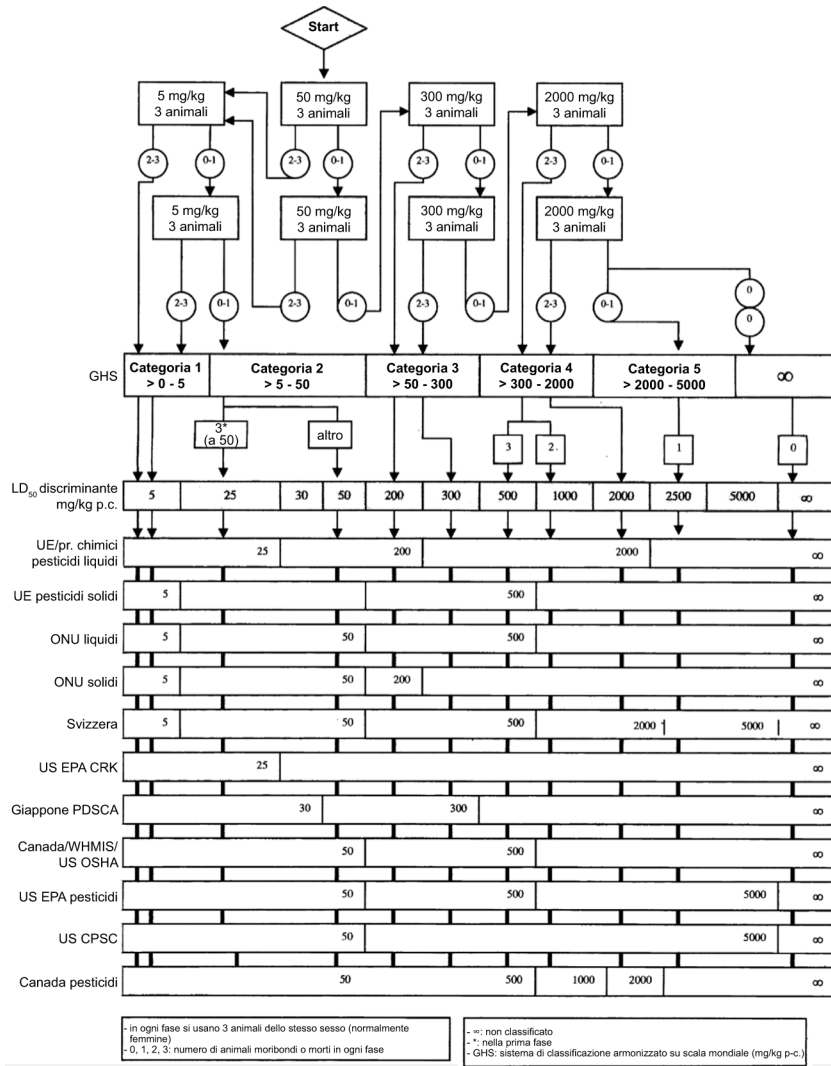 Start
5 mg/kg
3 animali
50 mg/kg
3 animali
300 mg/kg
3 animali
2000 mg/kg
3 animali
2-3
0-1
2-3
0-1
2-3
0-1
2-3
0-1
5 mg/kg
3 animali
50 mg/kg
3 animali
300 mg/kg
3 animali
2000 mg/kg
3 animali
2-3
0-1
2-3
0-1
2-3
0-1
2-3
0-1
0
0
GHS
Categoria 1
> 0 - 5
Categoria 2
> 5 - 50
Categoria 3
> 50 - 300
Categoria 4
> 300 - 2000
Categoria 5
> 2000 - 5000
∞
3*
(a 50)
altro
3
2.
1
0
LD50 discriminante
mg/kg p.c.
5 25 30 50 200 300 500 1000 2000 2500 5000 ∞
UE/pr. chimici
pesticidi liquidi
25 200 2000 ∞
UE pesticidi solidi
5 500 ∞
ONU liquidi
5 50 500 ∞
ONU solidi
5 50 200 ∞
Svizzera
5 50 500 2000 5000 ∞
US EPA CRK
25 ∞
Giappone PDSCA
30 300 ∞
Canada/WHMIS/
US OSHA
50 500 ∞
US EPA pesticidi
50 500 5000 ∞
US CPSC
50 5000 ∞
Canada pesticidi
50 500 1000 2000 ∞
- in ogni fase si usano 3 animali dello stesso sesso (normalmente
femmine)
- 0, 1, 2, 3: numero di animali moribondi o morti in ogni fase
- ∞: non classificato
- *: nella prima fase
- GHS: sistema di classificazione armonizzato su scala mondiale (mg/kg p-c.)